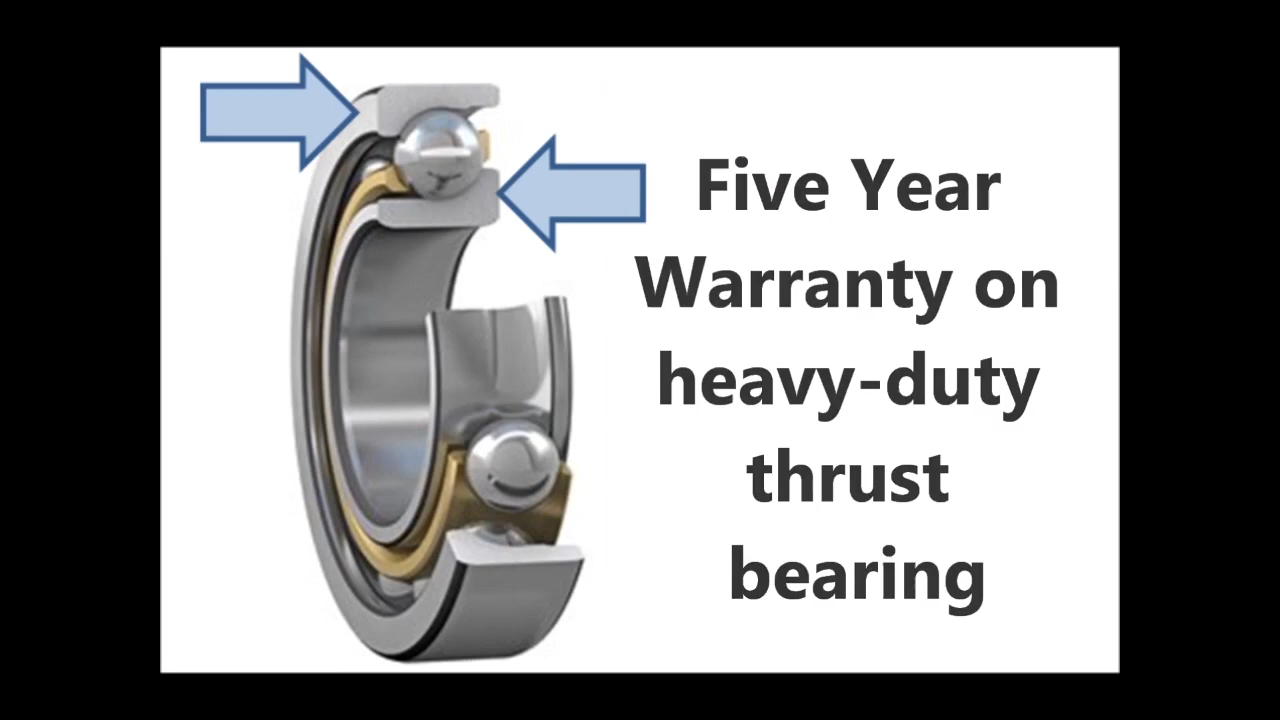 Five Year
Warranty on
heavy-duty
thrust
bearing